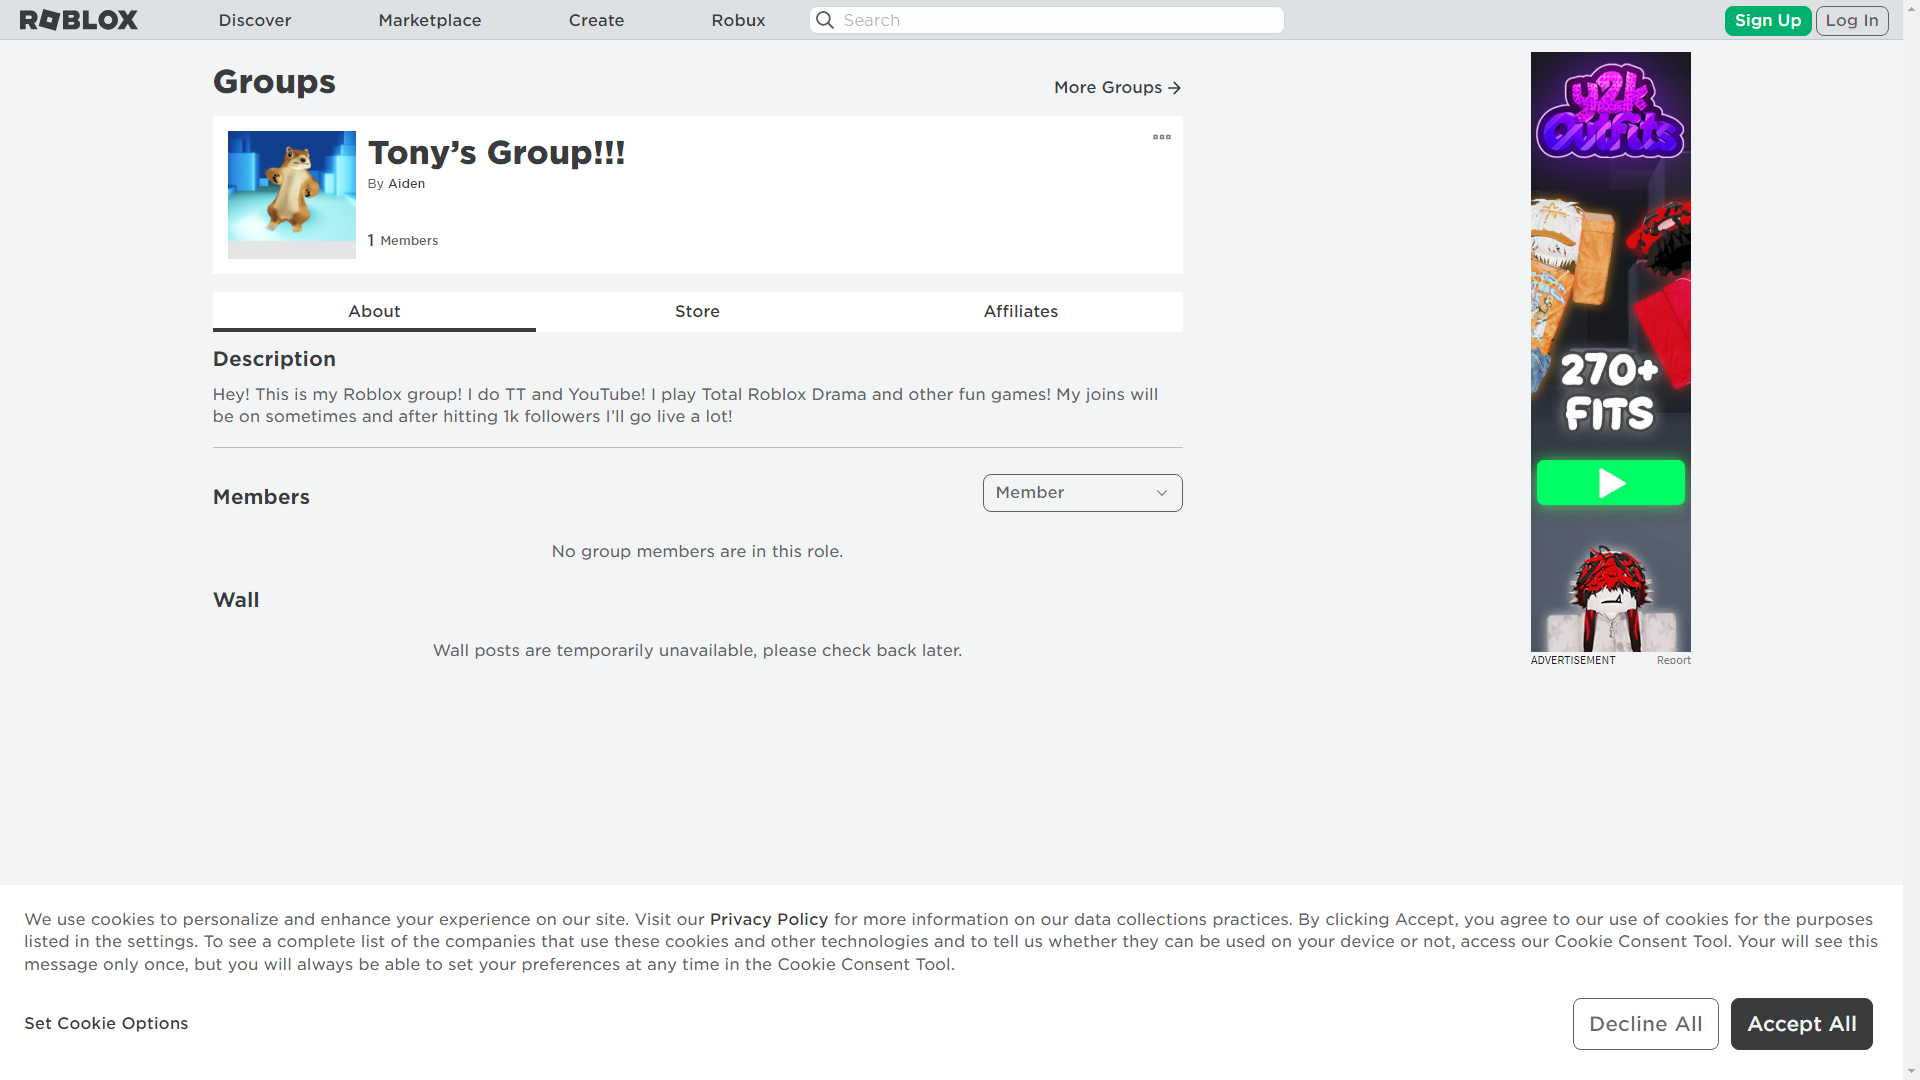 ROBLOX Discover Marketplace Create Robux Search Sign Up Log In
Groups
More Groups
Tony’s Group!!!
By Aiden
1 Members
About Store Affiliates
Description
Hey! This is my Roblox group! I do TT and YouTube! I play Total Roblox Drama and other fun games! My joins will
be on sometimes and after hitting 1k followers I’ll go live a lot!
Members
Member
No group members are in this role.
Wall
Wall posts are temporarily unavailable, please check back later.
y2k
Outfits
270+
FITS
ADVERTISEMENT Report
We use cookies to personalize and enhance your experience on our site. Visit our Privacy Policy for more information on our data collections practices. By clicking Accept, you agree to our use of cookies for the purposes
listed in the settings. To see a complete list of the companies that use these cookies and other technologies and to tell us whether they can be used on your device or not, access our Cookie Consent Tool. Your will see this
message only once, but you will always be able to set your preferences at any time in the Cookie Consent Tool.
Set Cookie Options
Decline All
Accept All